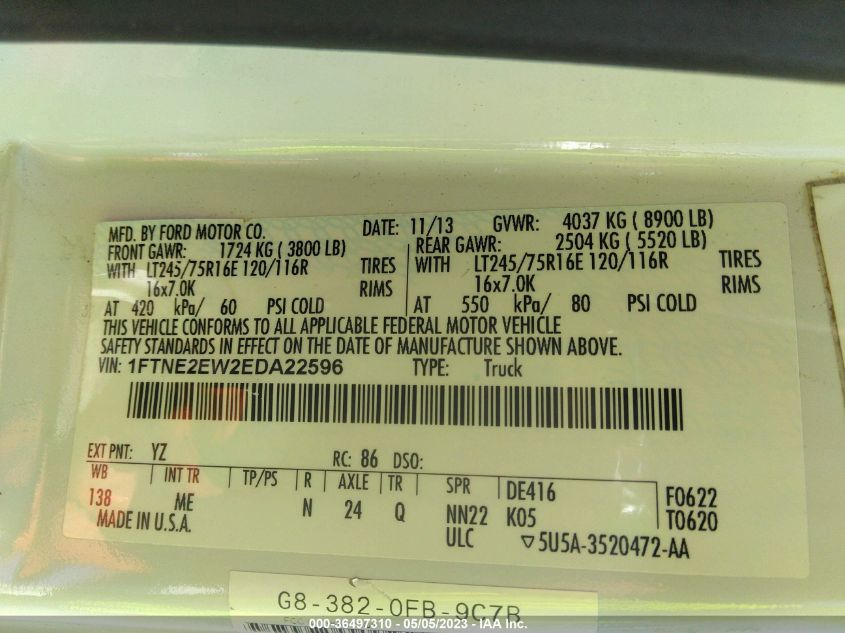 MFD. BY FORD MOTOR CO. DATE: 11/13 GVWR: 4037 KG ( 8900 LB)
FRONT GAWR: 1724 KG ( 3800 LB) REAR GAWR: 2504 KG ( 5520 LB)
WITH LT245/75R16E 120/116R TIRES WITH LT245/75R16E 120/116R TIRES
16x7.0K RIMS 16x7.0K RIMS
AT 420 kPa/ 60 PSI COLD AT 550 kPa/ 80 PSI COLD
THIS VEHICLE CONFORMS TO ALL APPLICABLE FEDERAL MOTOR VEHICLE
SAFETY STANDARDS IN EFFECT ON THE DATE OF MANUFACTURE SHOWN ABOVE.
VIN: 1FTNE2EW2EDA22596 TYPE: Truck
EXT PNT: YZ RC: 86 DSO:
WB INT TR TP/PS R AXLE TR SPR DE416 F0622
138 ME N 24 Q NN22 K05 T0620
MADE IN U.S.A. ULC ▽5U5A-3520472-AA
G8-382-0FB-9C7B
000-36497310 - 05/05/2023 - IAA Inc.